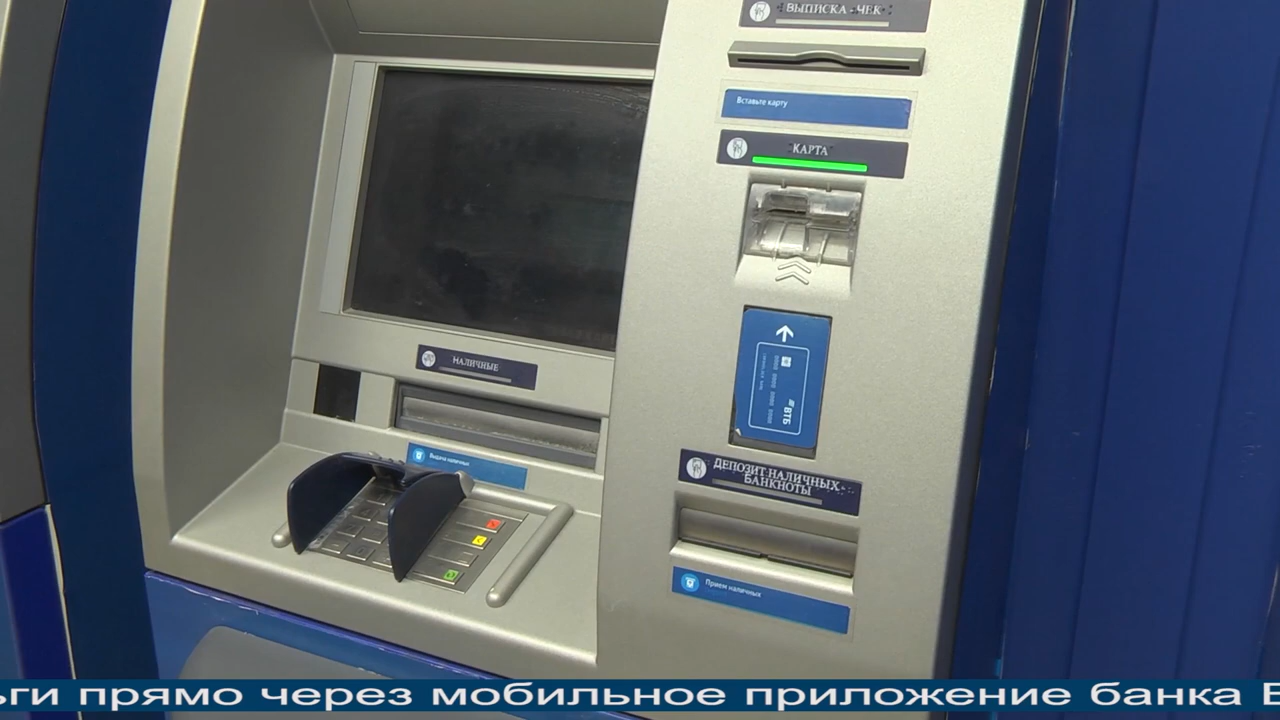 ВЫПИСКА - ЧЕК
Вставьте карту
КАРТА
НАЛИЧНЫЕ
ВТБ
Выдача наличных
ДЕПОЗИТ НАЛИЧНЫХ
БАНКНОТЫ
Прием наличных
ги прямо через мобильное приложение банка В